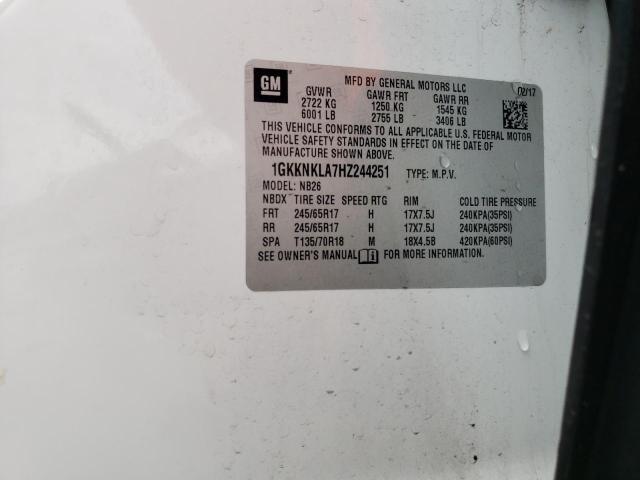 GM
MFD BY GENERAL MOTORS LLC
02/17
GVWR GAWR FRT GAWR RR
2722 KG 1250 KG 1545 KG
6001 LB 2755 LB 3406 LB
THIS VEHICLE CONFORMS TO ALL APPLICABLE U.S. FEDERAL MOTOR
VEHICLE SAFETY STANDARDS IN EFFECT ON THE DATE OF
MANUFACTURE SHOWN ABOVE.
1GKKNKLA7HZ244251 TYPE: M.P.V.
MODEL: NB26
NBDX TIRE SIZE SPEED RTG RIM COLD TIRE PRESSURE
FRT 245/65R17 H 17X7.5J 240KPA(35PSI)
RR 245/65R17 H 17X7.5J 240KPA(35PSI)
SPA T135/70R18 M 18X4.5B 420KPA(60PSI)
SEE OWNER'S MANUAL FOR MORE INFORMATION.